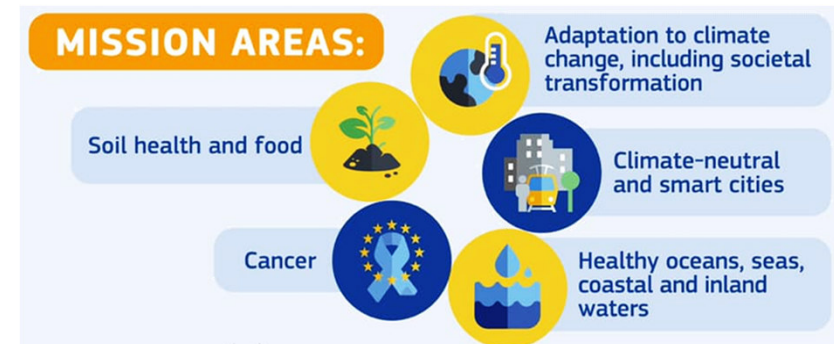 MISSION AREAS:
Adaptation to climate
change, including societal
transformation
Soil health and food
Climate-neutral
and smart cities
Cancer
Healthy oceans, seas,
coastal and inland
waters